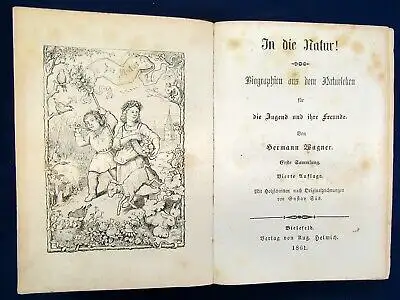 In die Natur!
Biographien aus dem Naturleben
für
die Jugend und ihre Freunde.
Von
Hermann Wagner.
Erste Sammlung.
Vierte Auflage.
Mit Holzschnitten nach Originalzeichnungen
von Gustav Süs.
Bielefeld.
Verlag von Aug. Helmich.
1861.